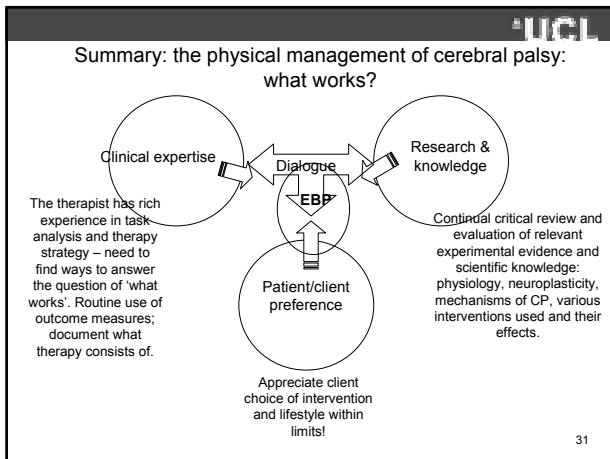 UCL
Summary: the physical management of cerebral palsy:
what works?
Clinical expertise
Dialogue
Research &
knowledge
EBP
The therapist has rich
experience in task
analysis and therapy
strategy – need to
find ways to answer
the question of ‘what
works’. Routine use of
outcome measures;
document what
therapy consists of.
Patient/client
preference
Continual critical review and
evaluation of relevant
experimental evidence and
scientific knowledge:
physiology, neuroplasticity,
mechanisms of CP, various
interventions used and their
effects.
Appreciate client
choice of intervention
and lifestyle within
limits!
31